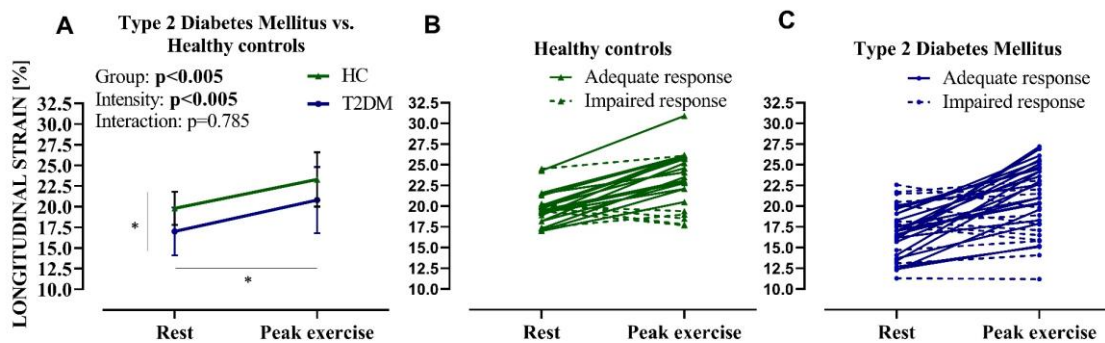 A
Type 2 Diabetes Mellitus vs.
Healthy controls
Group: p<0.005
Intensity: p<0.005
Interaction: p=0.785
HC
T2DM
LONGITUDINAL STRAIN [%]
32.5
30.0
27.5
25.0
22.5
20.0
17.5
15.0
12.5
10.0
*
*
Rest
Peak exercise
B
Healthy controls
Adequate response
Impaired response
32.5
30.0
27.5
25.0
22.5
20.0
17.5
15.0
12.5
10.0
Rest
Peak exercise
C
Type 2 Diabetes Mellitus
Adequate response
Impaired response
32.5
30.0
27.5
25.0
22.5
20.0
17.5
15.0
12.5
10.0
Rest
Peak exercise